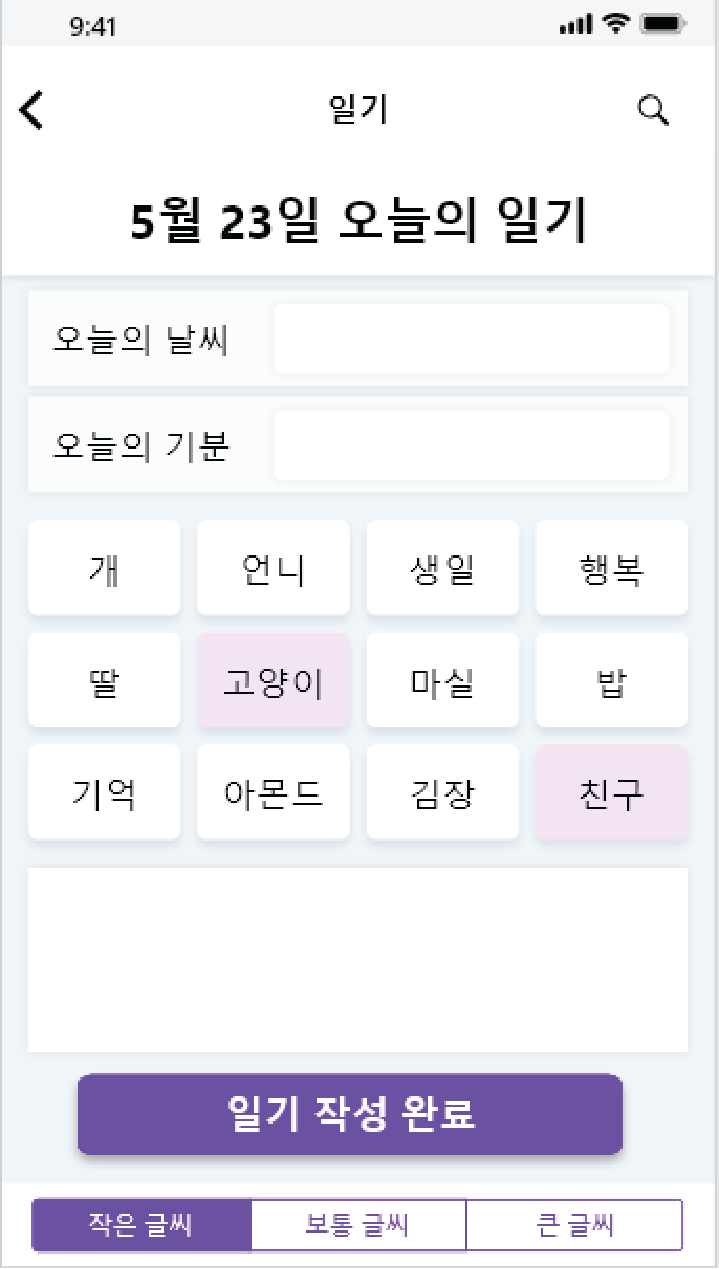 9:41
일기
5월 23일 오늘의 일기
오늘의 날씨
오늘의 기분
개 언니 생일 행복
딸 고양이 마실 밥
기억 아몬드 김장 친구
일기 작성 완료
작은 글씨 보통 글씨 큰 글씨